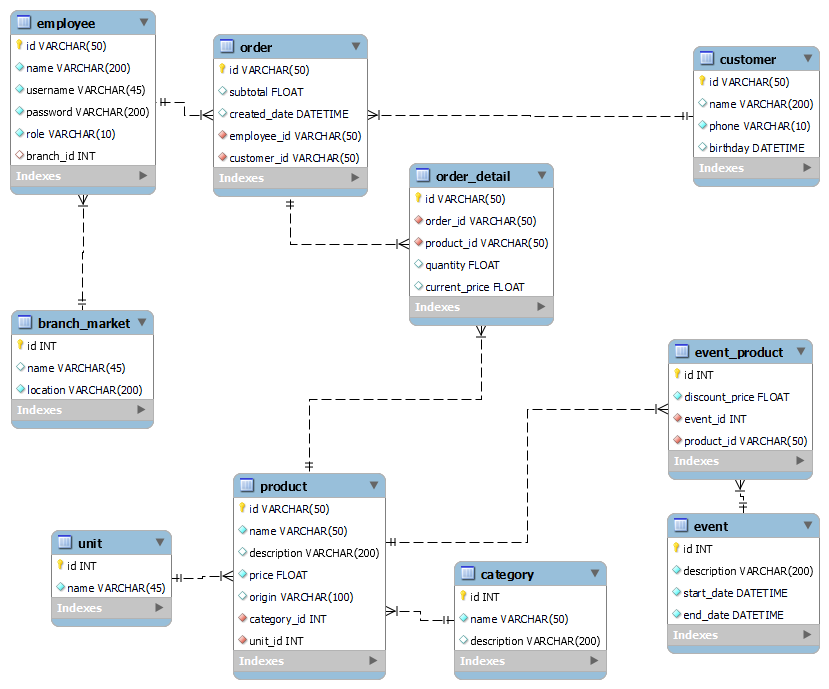 employee
id VARCHAR(50)
name VARCHAR(200)
username VARCHAR(45)
password VARCHAR(200)
role VARCHAR(10)
branch_id INT
Indexes
order
id VARCHAR(50)
subtotal FLOAT
created_date DATETIME
employee_id VARCHAR(50)
customer_id VARCHAR(50)
Indexes
customer
id VARCHAR(50)
name VARCHAR(200)
phone VARCHAR(10)
birthday DATETIME
Indexes
order_detail
id VARCHAR(50)
order_id VARCHAR(50)
product_id VARCHAR(50)
quantity FLOAT
current_price FLOAT
Indexes
branch_market
id INT
name VARCHAR(45)
location VARCHAR(200)
Indexes
event_product
id INT
discount_price FLOAT
event_id INT
product_id VARCHAR(50)
Indexes
product
id VARCHAR(50)
name VARCHAR(50)
description VARCHAR(200)
price FLOAT
origin VARCHAR(100)
category_id INT
unit_id INT
Indexes
unit
id INT
name VARCHAR(45)
Indexes
category
id INT
name VARCHAR(50)
description VARCHAR(200)
Indexes
event
id INT
description VARCHAR(200)
start_date DATETIME
end_date DATETIME
Indexes